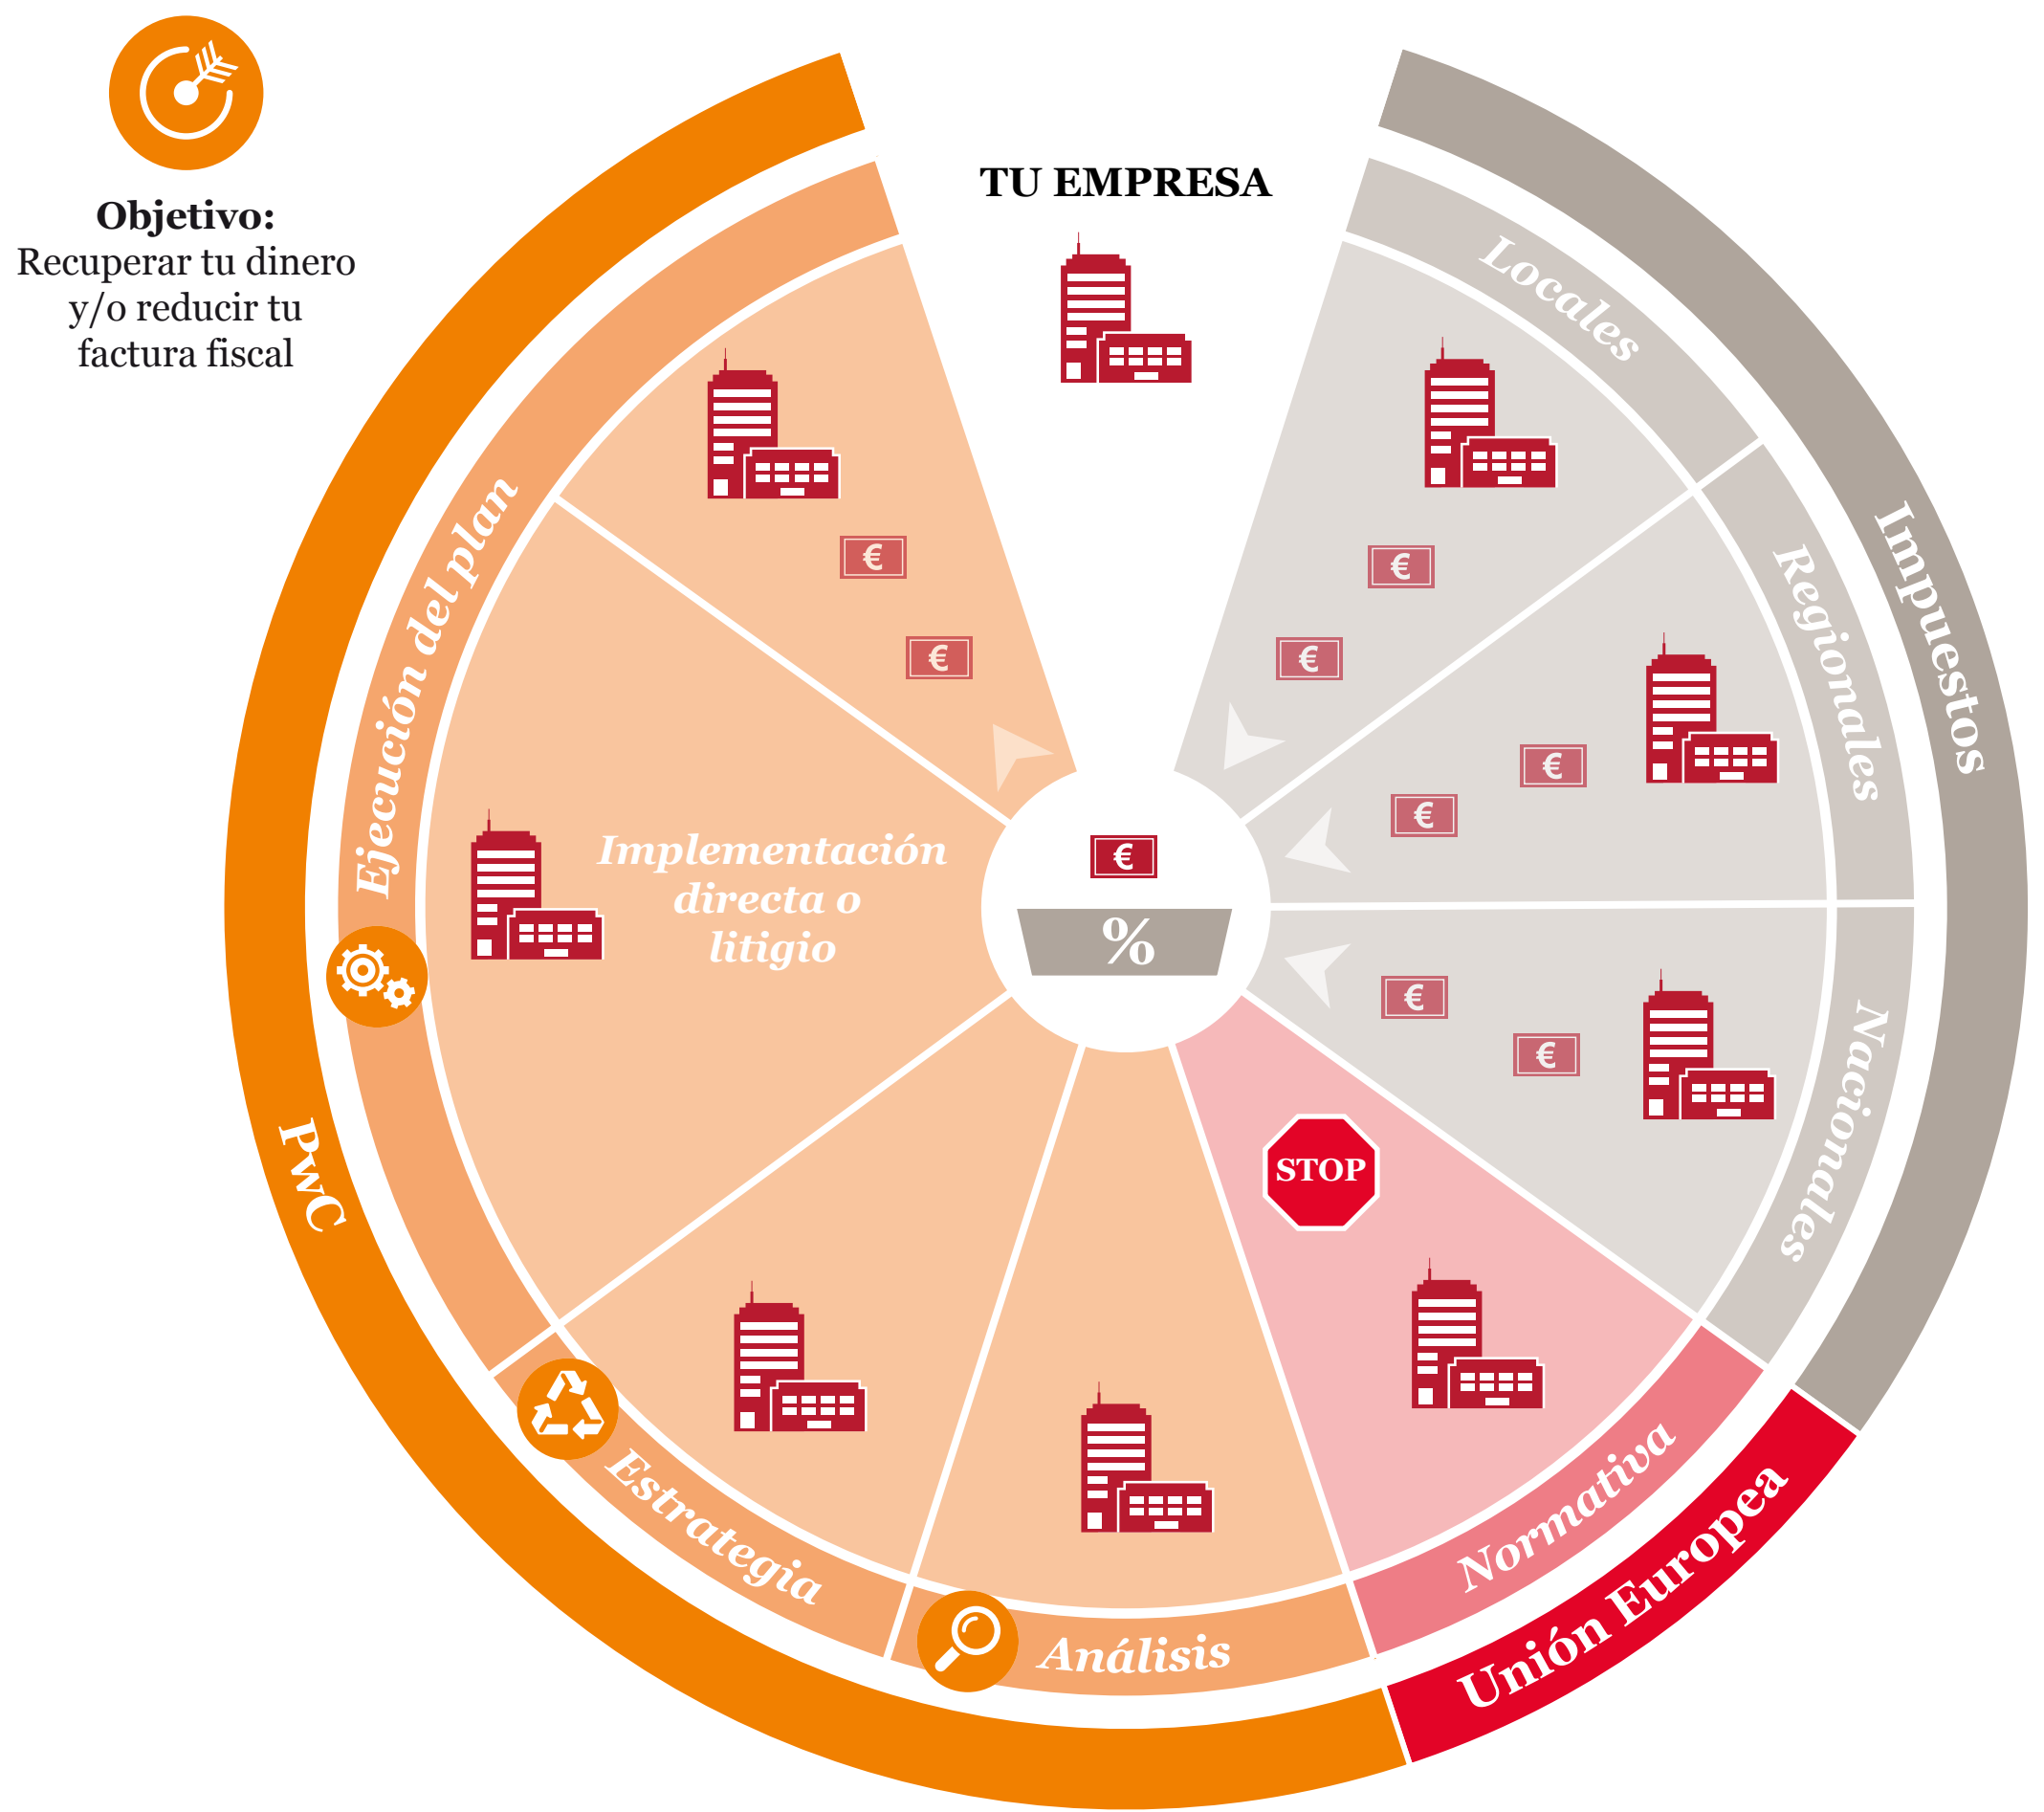 Objetivo:
Recuperar tu dinero
y/o reducir tu
factura fiscal
TU EMPRESA
Impuestos
Locales
€
€
Regionales
€
€
Nacionales
€
€
Unión Europea
Normativa
STOP
PwC
Análisis
Estrategia
Ejecución del plan
Implementación
directa o
litigio
€
€
€
%